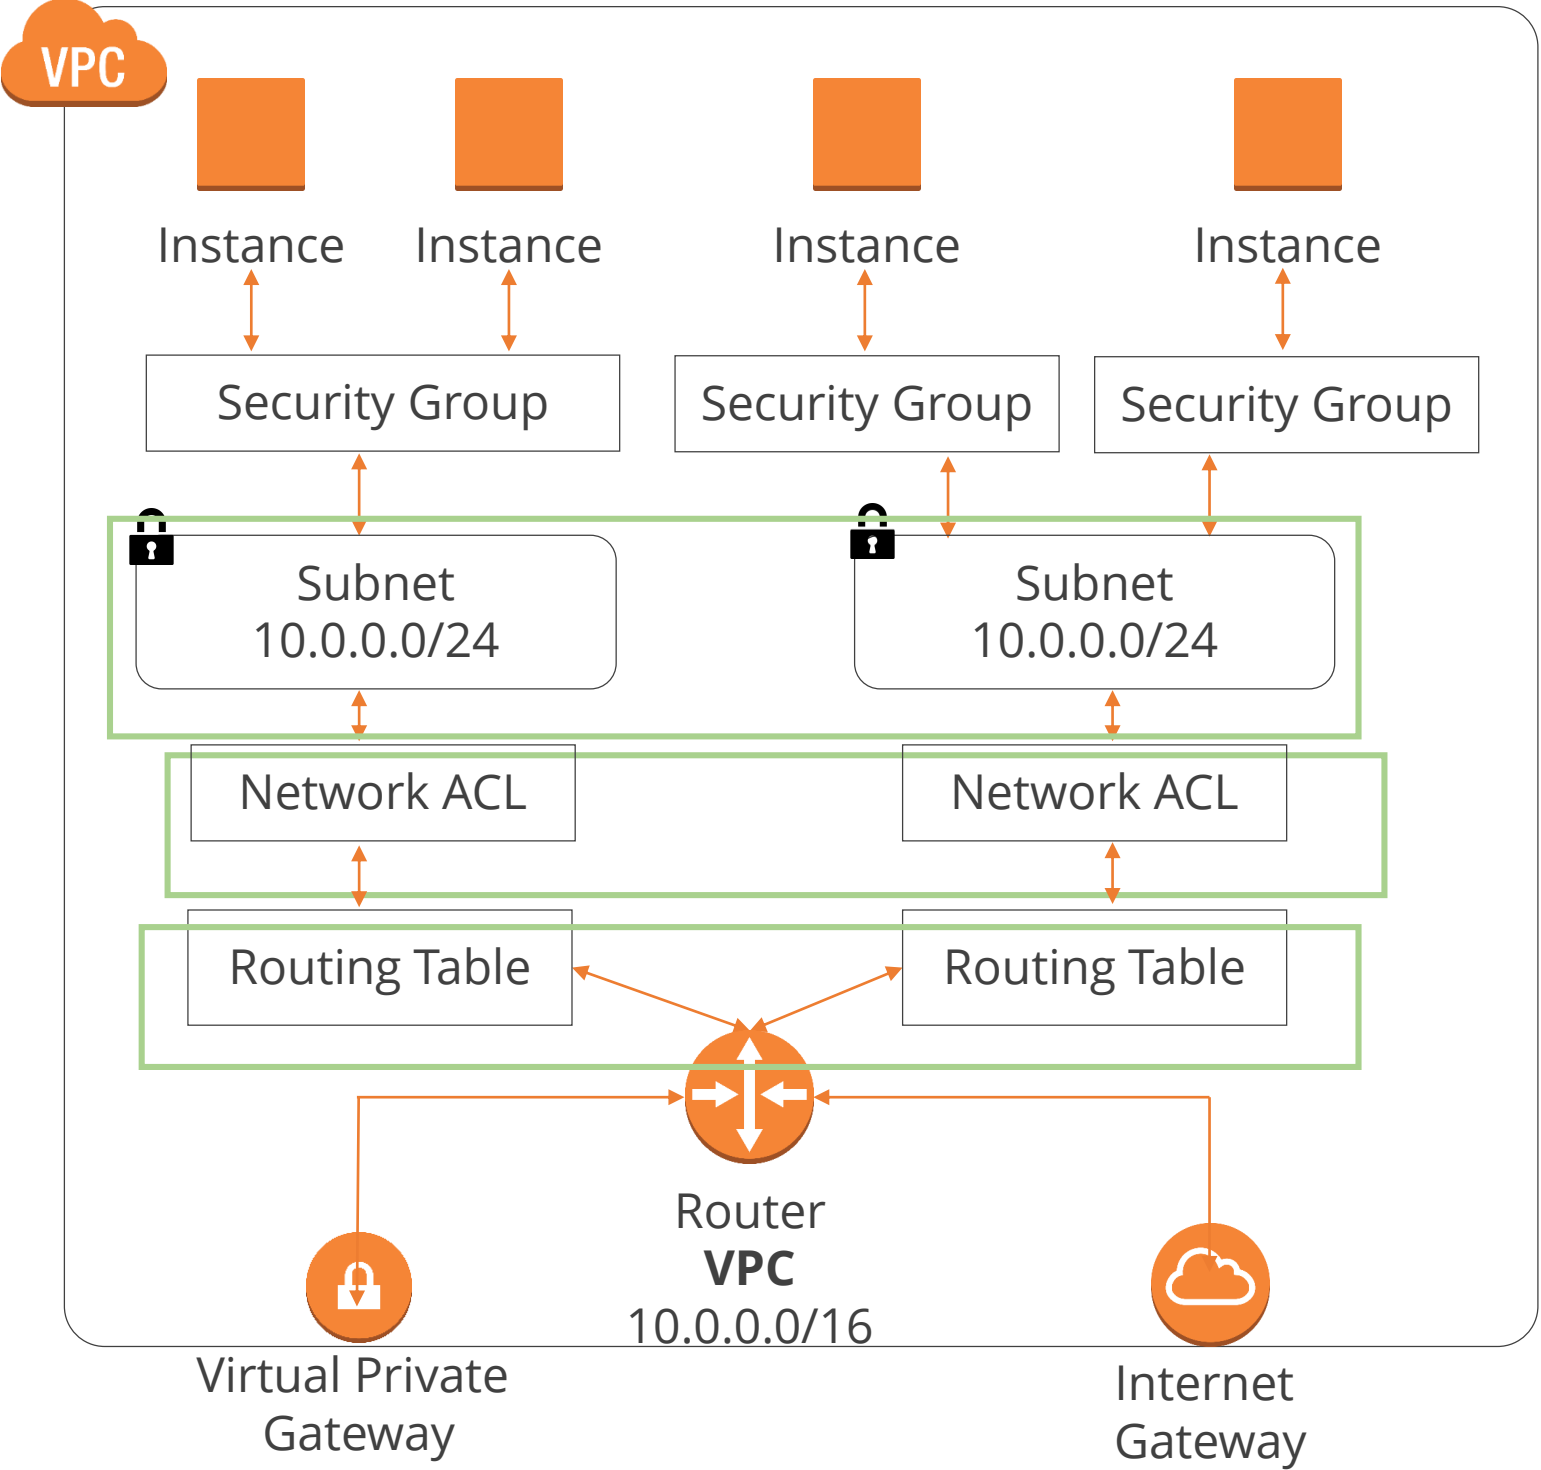 VPC
Instance
Instance
Instance
Instance
Security Group
Security Group
Security Group
Subnet
10.0.0.0/24
Subnet
10.0.0.0/24
Network ACL
Network ACL
Routing Table
Routing Table
Router
VPC
10.0.0.0/16
Virtual Private
Gateway
Internet
Gateway